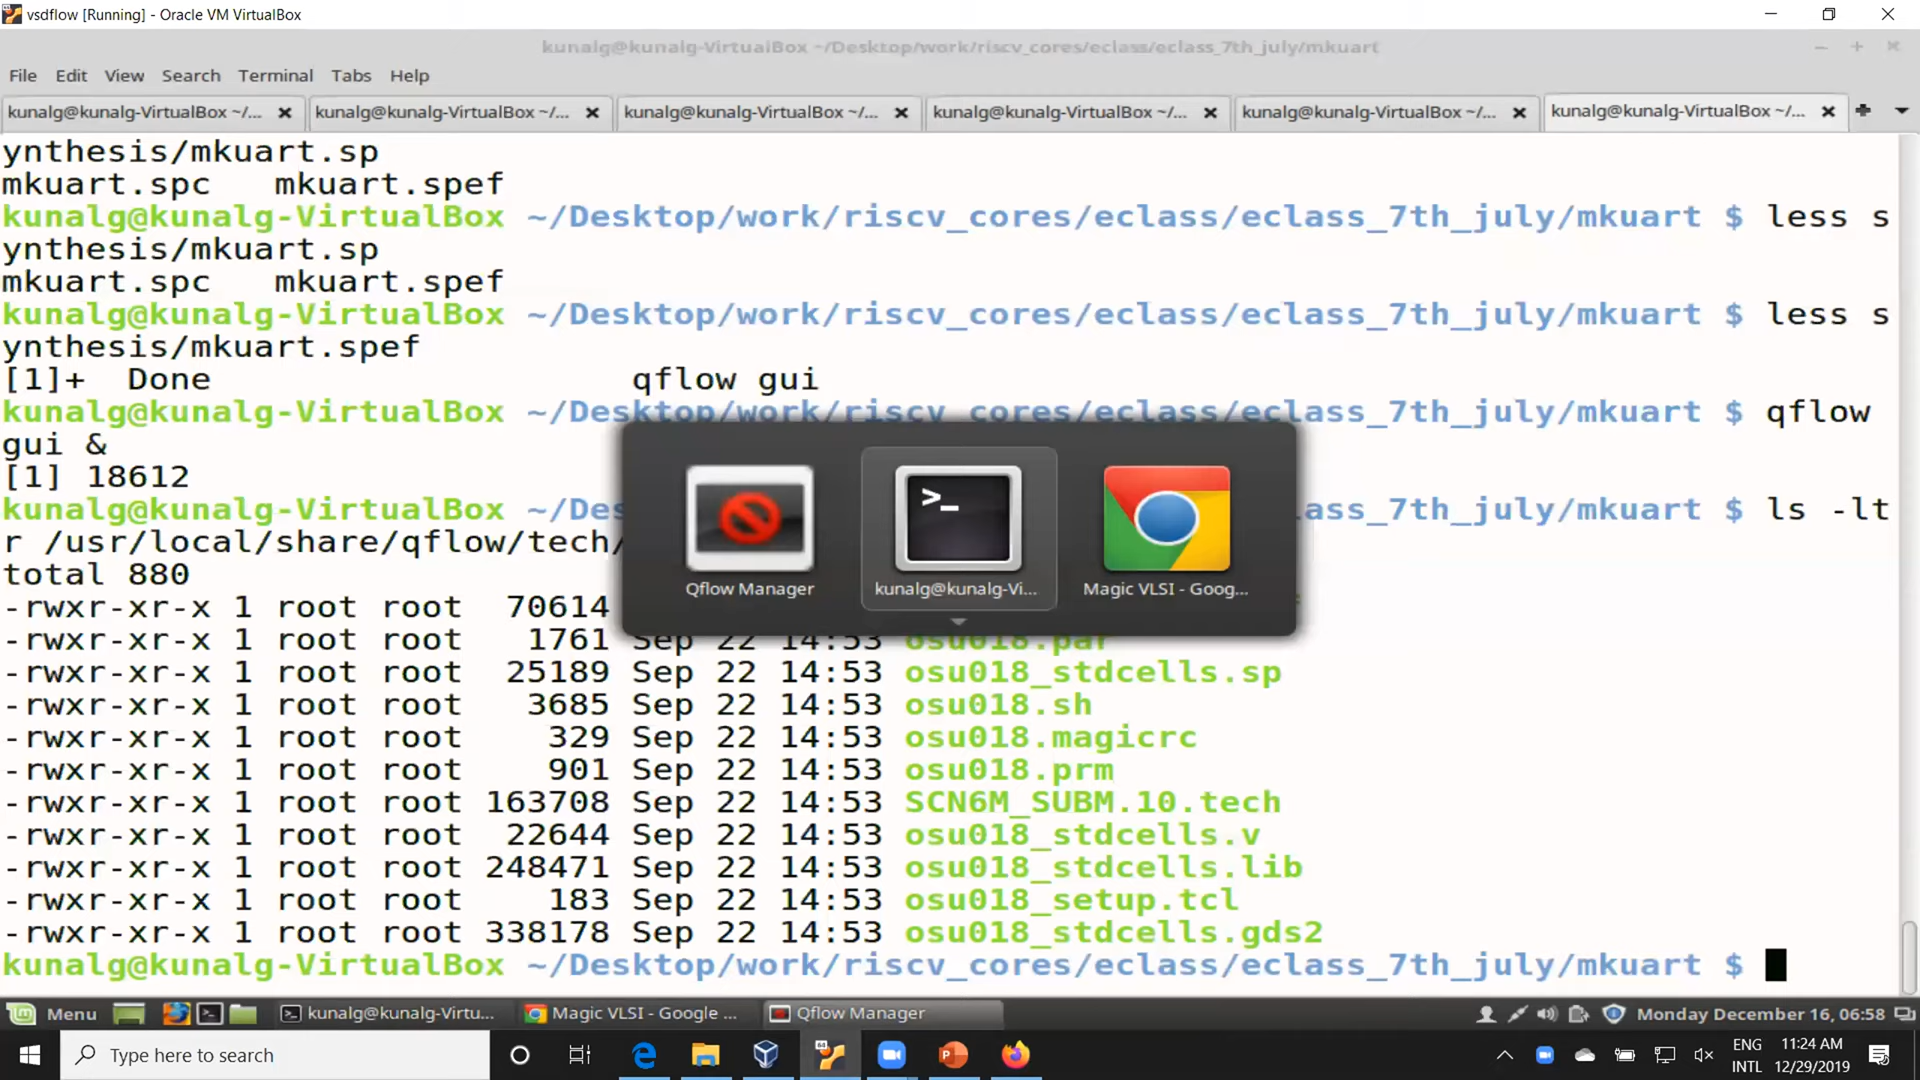 vsdflow [Running] - Oracle VM VirtualBox
kunalg@kunalg-VirtualBox ~/Desktop/work/riscv_cores/eclass/eclass_7th_july/mkuart
File Edit View Search Terminal Tabs Help
kunalg@kunalg-VirtualBox ~/... kunalg@kunalg-VirtualBox ~/... kunalg@kunalg-VirtualBox ~/... kunalg@kunalg-VirtualBox ~/... kunalg@kunalg-VirtualBox ~/... kunalg@kunalg-VirtualBox ~/...
ynthesis/mkuart.sp
mkuart.spc mkuart.spef
kunalg@kunalg-VirtualBox ~/Desktop/work/riscv_cores/eclass/eclass_7th_july/mkuart $ less s
ynthesis/mkuart.sp
mkuart.spc mkuart.spef
kunalg@kunalg-VirtualBox ~/Desktop/work/riscv_cores/eclass/eclass_7th_july/mkuart $ less s
ynthesis/mkuart.spef
[1]+ Done qflow gui
kunalg@kunalg-VirtualBox ~/Desktop/work/riscv_cores/eclass/eclass_7th_july/mkuart $ qflow
gui &
[1] 18612
kunalg@kunalg-VirtualBox ~/Des ass_7th_july/mkuart $ ls -lt
r /usr/local/share/qflow/tech/
total 880
-rwxr-xr-x 1 root root 70614
-rwxr-xr-x 1 root root 1761 Sep 22 14:53 osu018.par
-rwxr-xr-x 1 root root 25189 Sep 22 14:53 osu018_stdcells.sp
-rwxr-xr-x 1 root root 3685 Sep 22 14:53 osu018.sh
-rwxr-xr-x 1 root root 329 Sep 22 14:53 osu018.magicrc
-rwxr-xr-x 1 root root 901 Sep 22 14:53 osu018.prm
-rwxr-xr-x 1 root root 163708 Sep 22 14:53 SCN6M_SUBM.10.tech
-rwxr-xr-x 1 root root 22644 Sep 22 14:53 osu018_stdcells.v
-rwxr-xr-x 1 root root 248471 Sep 22 14:53 osu018_stdcells.lib
-rwxr-xr-x 1 root root 183 Sep 22 14:53 osu018_setup.tcl
-rwxr-xr-x 1 root root 338178 Sep 22 14:53 osu018_stdcells.gds2
kunalg@kunalg-VirtualBox ~/Desktop/work/riscv_cores/eclass/eclass_7th_july/mkuart $
Qflow Manager kunalg@kunalg-Vi... Magic VLSI - Goog...
Menu kunalg@kunalg-Virtu... Magic VLSI - Google ... Qflow Manager Monday December 16, 06:58
Type here to search ENG 11:24 AM
INTL 12/29/2019